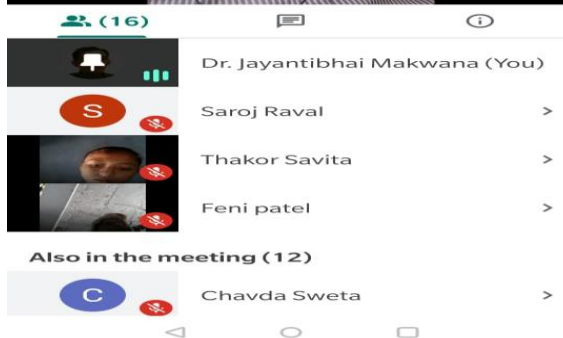 (16)
Dr. Jayantibhai Makwana (You)
S
Saroj Raval
Thakor Savita
Feni patel
Also in the meeting (12)
C
Chavda Sweta